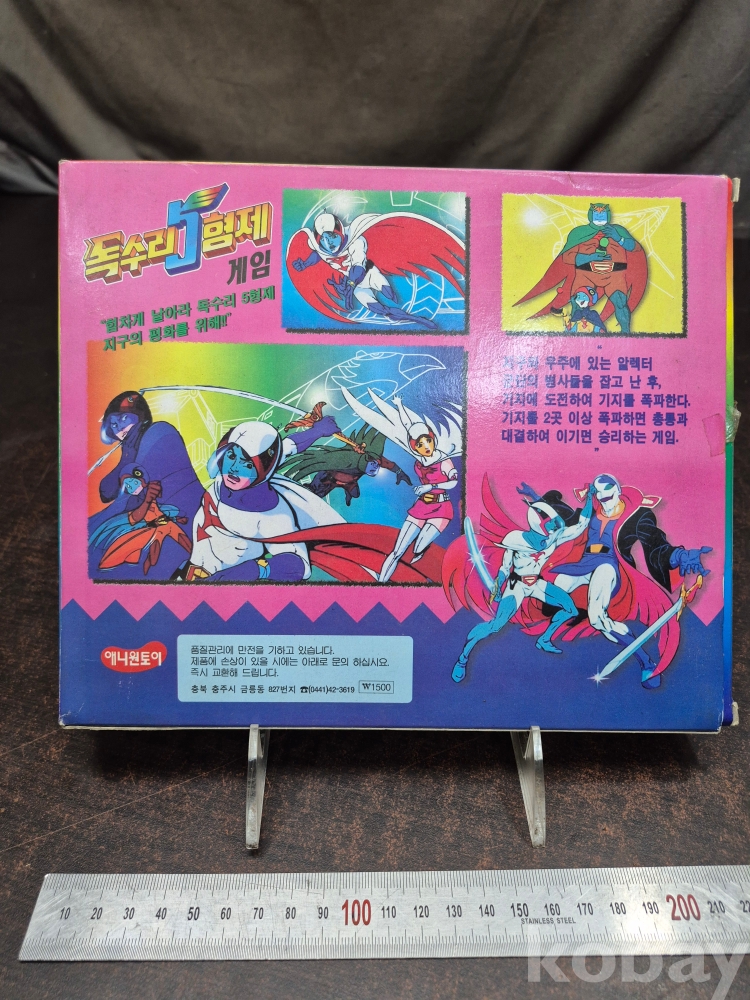 독수리5형제
게임
"힘차게 날아라 독수리 5형제
지구의 평화를 위해!!"
"
지구와 우주에 있는 알렉터
군단의 병사들을 잡고 난 후,
기지에 도전하여 기지를 폭파한다.
기지를 2곳 이상 폭파하면 총통과
대결하여 이기면 승리하는 게임.
"
애니원토이
품질관리에 만전을 기하고 있습니다.
제품에 손상이 있을 시에는 아래로 문의 하십시요.
즉시 교환해 드립니다.
충북 충주시 금릉동 827번지 ☎(0441)42-3619 ₩1500
10 20 30 40 50 60 70 80 90 100 110 120 130 140 150 160 170 180 190 200 210
STAINLESS STEEL
kobay